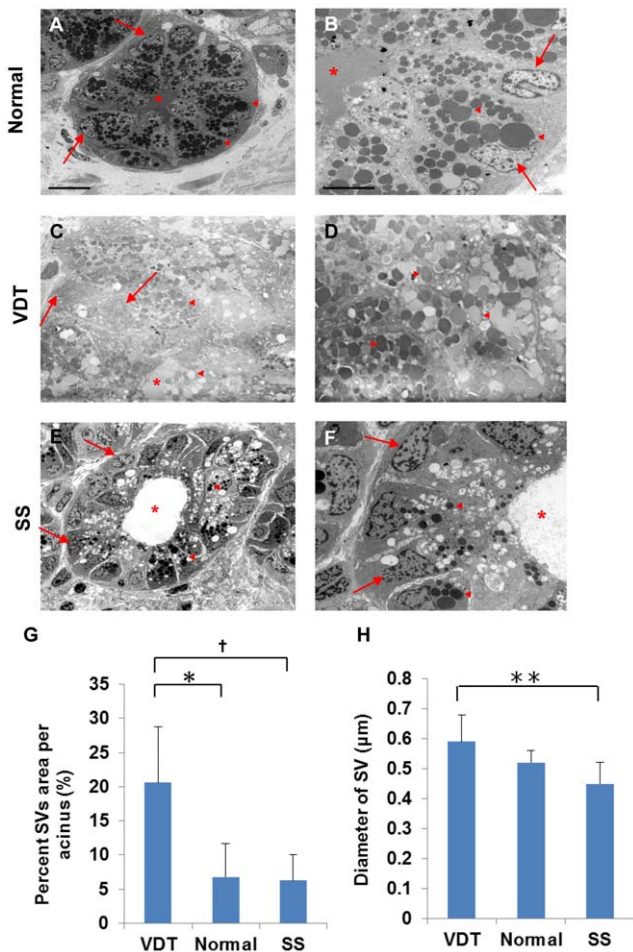 A
B
Normal
*
C
D
VDT
*
E
F
SS
*
*
G
H
†
*
* *
35
30
25
20
15
10
5
0
Percent SVs area per
acinus (%)
VDT Normal SS
0.8
0.7
0.6
0.5
0.4
0.3
0.2
0.1
0
Diameter of SV (μm)
VDT Normal SS